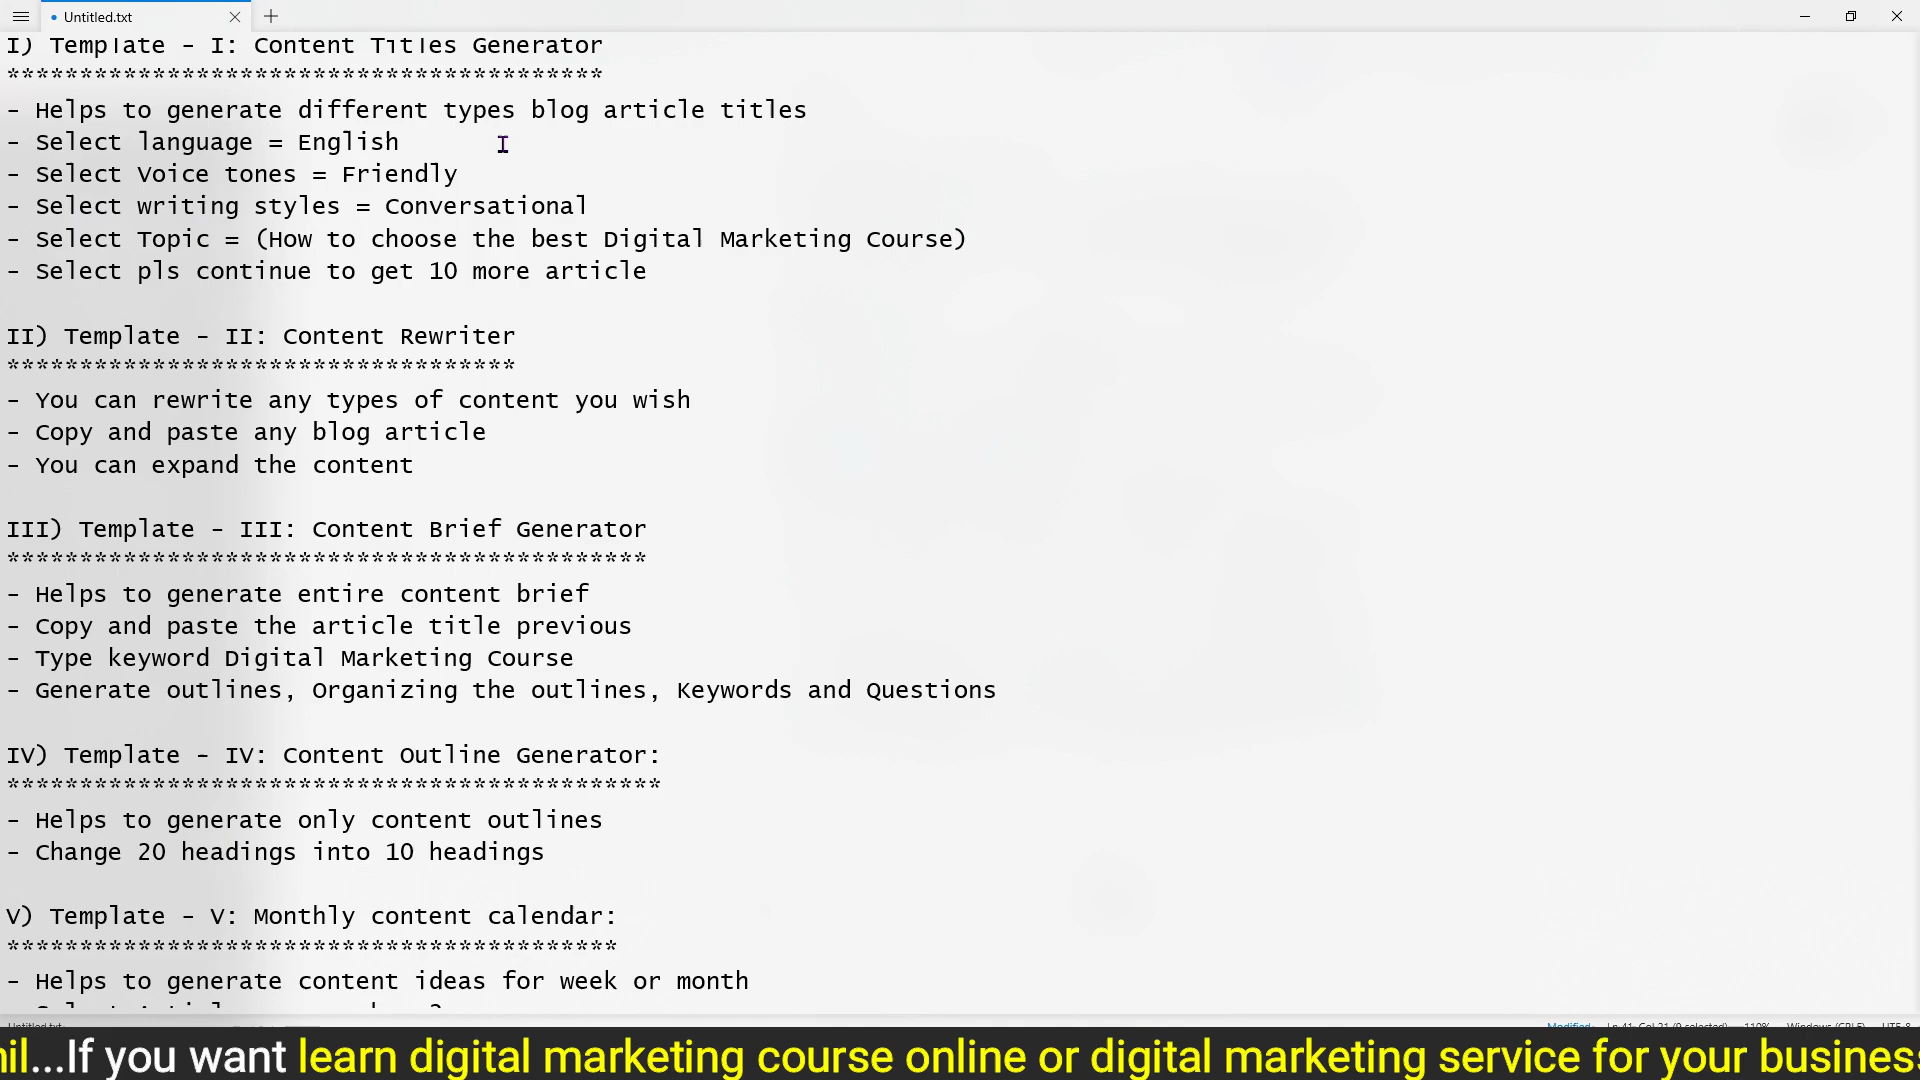 Untitled.txt
I) Template - I: Content Titles Generator
*****************************************
- Helps to generate different types blog article titles
- Select language = English
- Select Voice tones = Friendly
- Select writing styles = Conversational
- Select Topic = (How to choose the best Digital Marketing Course)
- Select pls continue to get 10 more article
II) Template - II: Content Rewriter
***********************************
- You can rewrite any types of content you wish
- Copy and paste any blog article
- You can expand the content
III) Template - III: Content Brief Generator
********************************************
- Helps to generate entire content brief
- Copy and paste the article title previous
- Type keyword Digital Marketing Course
- Generate outlines, Organizing the outlines, Keywords and Questions
IV) Template - IV: Content Outline Generator:
*********************************************
- Helps to generate only content outlines
- Change 20 headings into 10 headings
V) Template - V: Monthly content calendar:
******************************************
- Helps to generate content ideas for week or month
...If you want learn digital marketing course online or digital marketing service for your busines